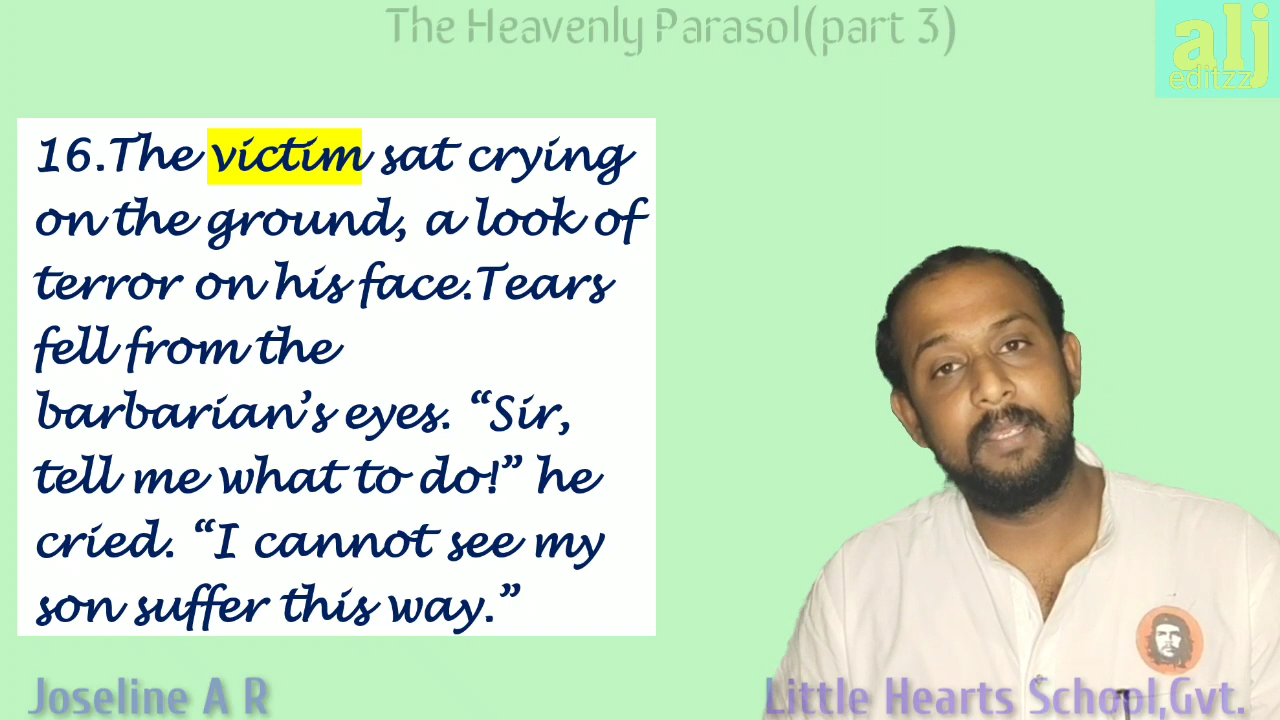 The Heavenly Parasol(part 3)
alj
editzz
16.The victim sat crying
on the ground, a look of
terror on his face.Tears
fell from the
barbarian's eyes. “Sir,
tell me what to do!” he
cried. “I cannot see my
son suffer this way.”
Joseline A R
Little Hearts School,Gvt.